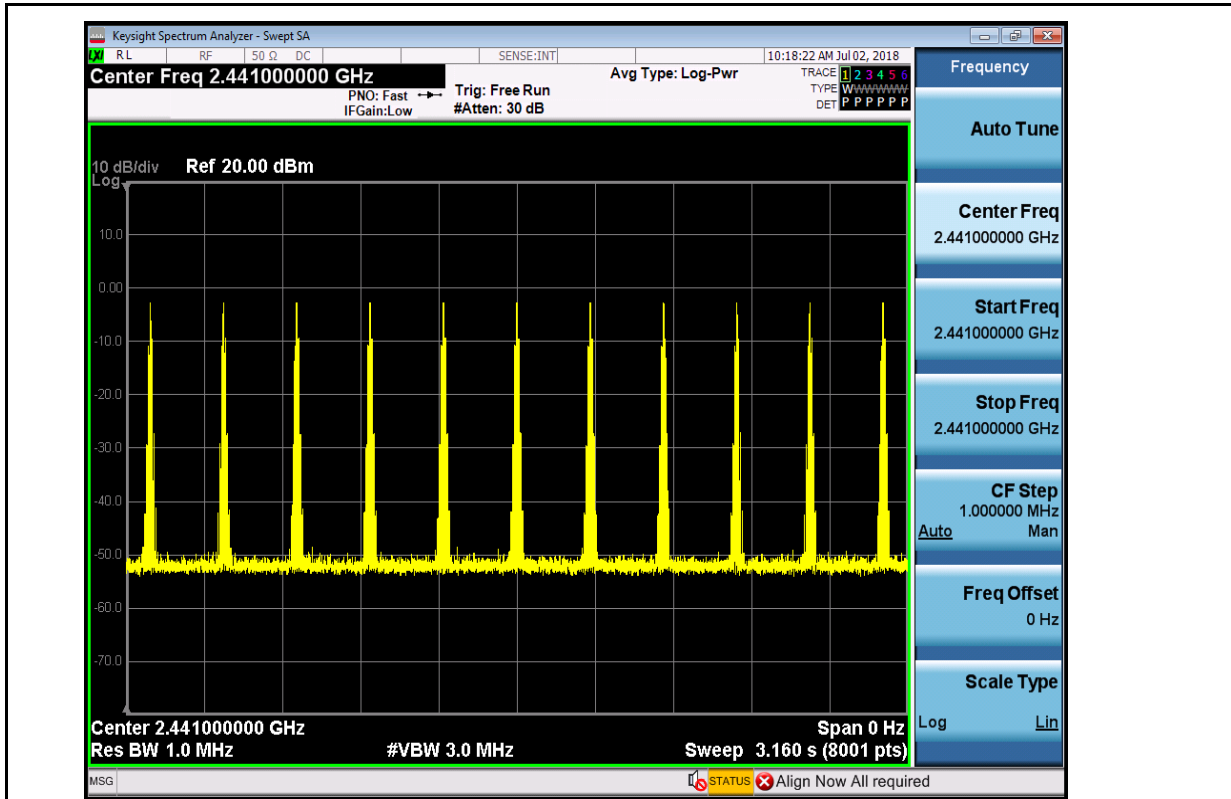 Keysight Spectrum Analyzer - Swept SA
LXI RL RF 50 Ω DC SENSE:INT 10:18:22 AM Jul 02, 2018
Center Freq 2.441000000 GHz Avg Type: Log-Pwr TRACE 1 2 3 4 5 6
PNO: Fast Trig: Free Run TYPE WWWWWW
IFGain:Low #Atten: 30 dB DET P P P P P P
10 dB/div Ref 20.00 dBm
Log
10.0
0.00
-10.0
-20.0
-30.0
-40.0
-50.0
-60.0
-70.0
Center 2.441000000 GHz Span 0 Hz
Res BW 1.0 MHz #VBW 3.0 MHz Sweep 3.160 s (8001 pts)
MSG STATUS Align Now All required
Frequency
Auto Tune
Center Freq
2.441000000 GHz
Start Freq
2.441000000 GHz
Stop Freq
2.441000000 GHz
CF Step
1.000000 MHz
Auto Man
Freq Offset
0 Hz
Scale Type
Log Lin